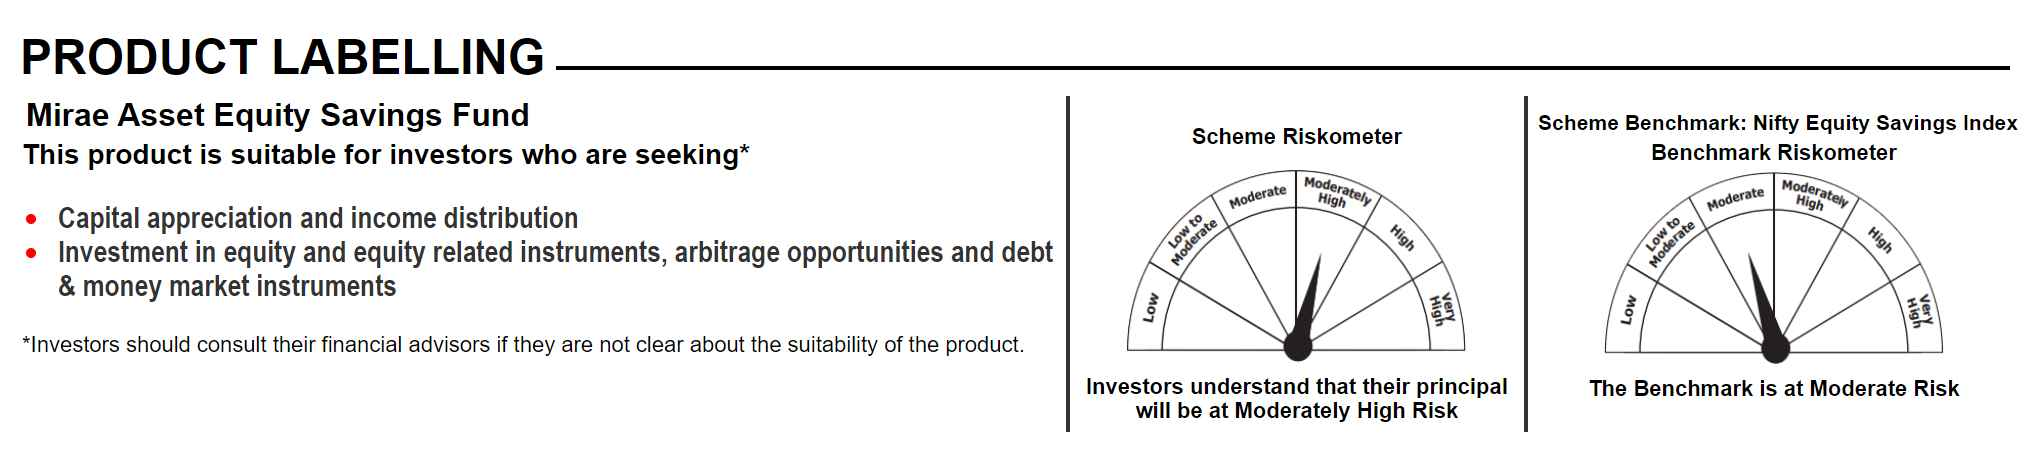 PRODUCT LABELLING
Mirae Asset Equity Savings Fund
This product is suitable for investors who are seeking*
• Capital appreciation and income distribution
• Investment in equity and equity related instruments, arbitrage opportunities and debt
& money market instruments
*Investors should consult their financial advisors if they are not clear about the suitability of the product.
Scheme Riskometer
Low
Low to
Moderate
Moderate
Moderately
High
High
Very
High
Investors understand that their principal
will be at Moderately High Risk
Scheme Benchmark: Nifty Equity Savings Index
Benchmark Riskometer
Low
Low to
Moderate
Moderate
Moderately
High
High
Very
High
The Benchmark is at Moderate Risk